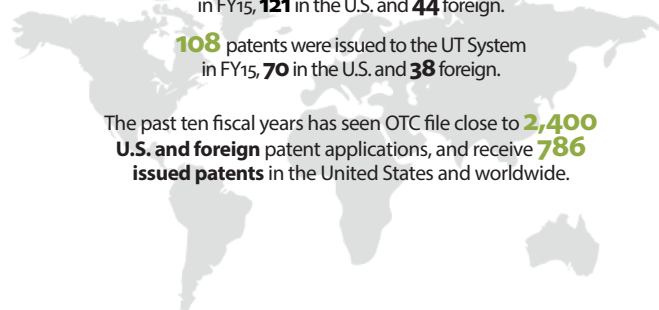 in FY15, 121 in the U.S. and 44 foreign.
108 patents were issued to the UT System
in FY15, 70 in the U.S. and 38 foreign.
The past ten fiscal years has seen OTC file close to 2,400
U.S. and foreign patent applications, and receive 786
issued patents in the United States and worldwide.